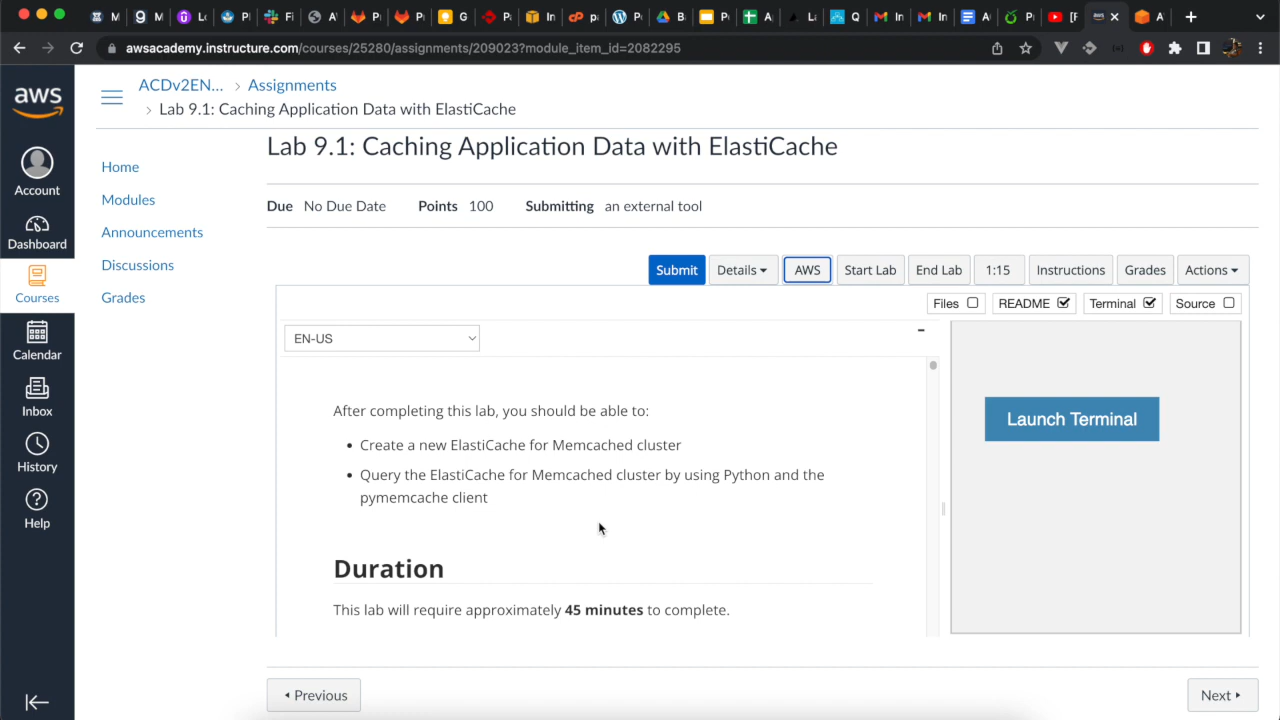 awsacademy.instructure.com/courses/25280/assignments/209023?module_item_id=2082295
aws
Account
Dashboard
Courses
Calendar
Inbox
History
Help
ACDv2EN... › Assignments
› Lab 9.1: Caching Application Data with ElastiCache
Home
Modules
Announcements
Discussions
Grades
Lab 9.1: Caching Application Data with ElastiCache
Due No Due Date Points 100 Submitting an external tool
Submit Details AWS Start Lab End Lab 1:15 Instructions Grades Actions
Files README Terminal Source
EN-US
Launch Terminal
After completing this lab, you should be able to:
• Create a new ElastiCache for Memcached cluster
• Query the ElastiCache for Memcached cluster by using Python and the
pymemcache client
Duration
This lab will require approximately 45 minutes to complete.
Previous
Next